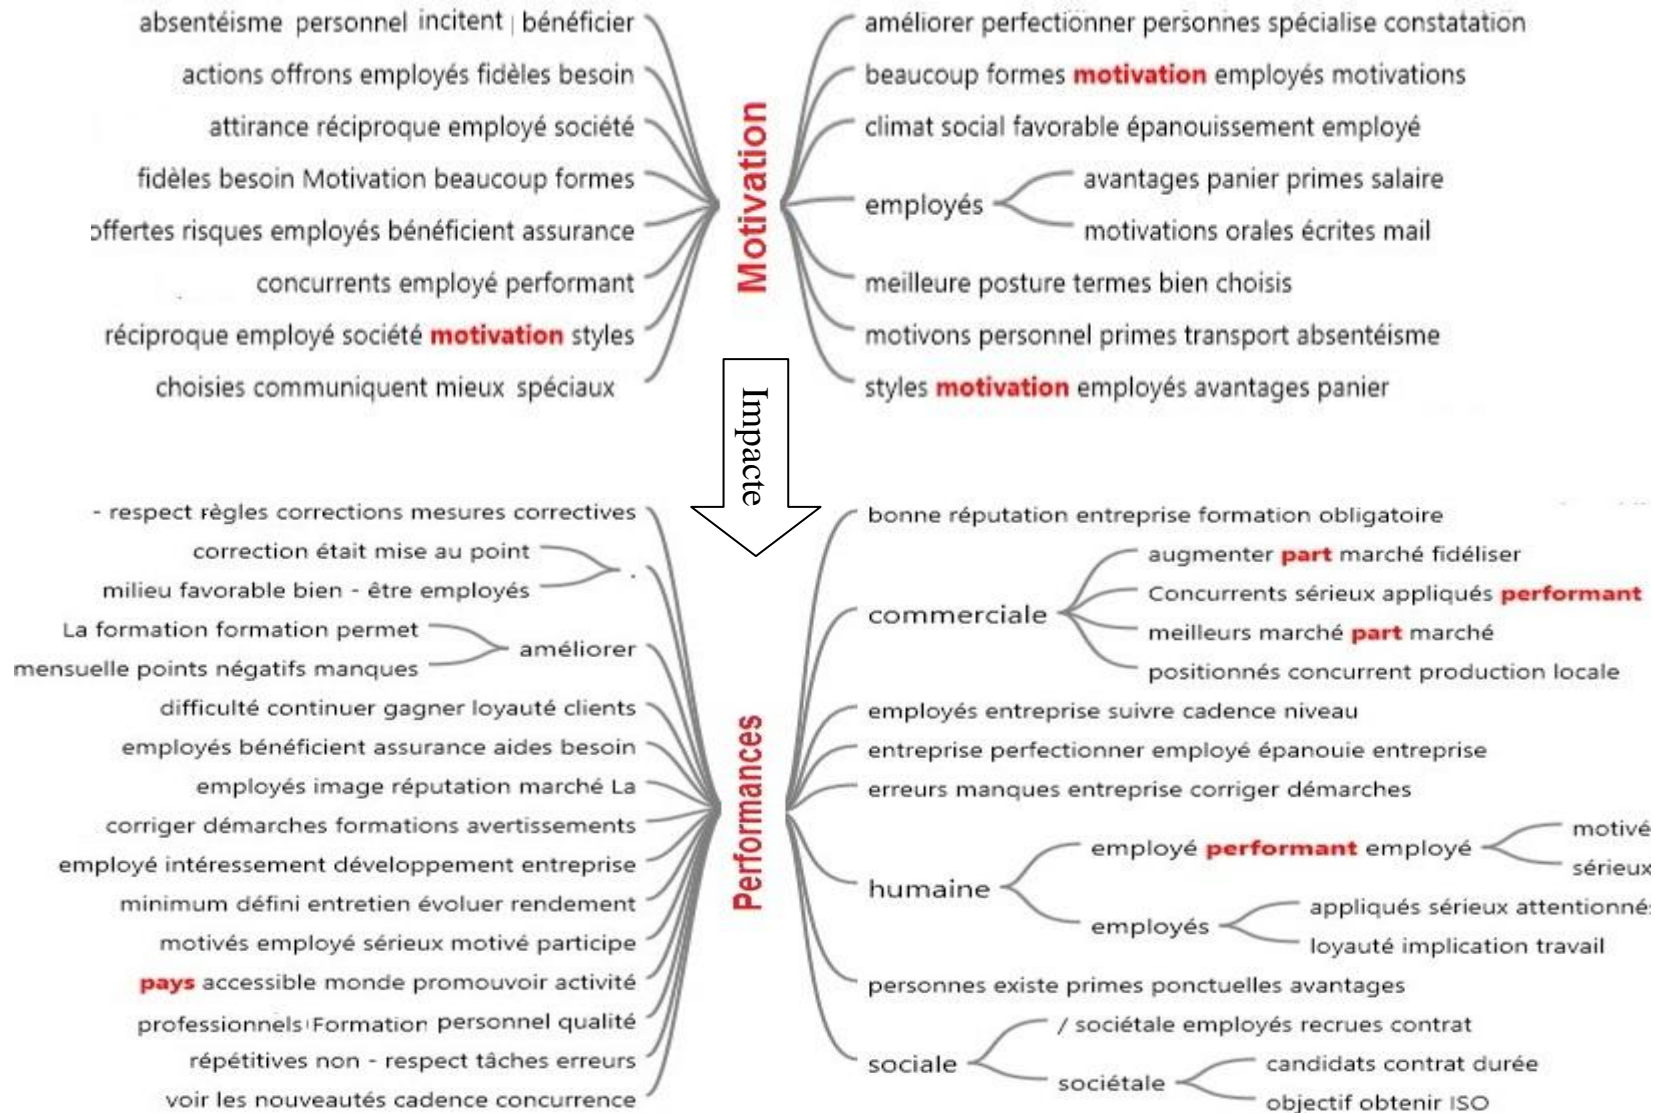 absentéisme personnel incitent | bénéficier
actions offrons employés fidèles besoin
attirance réciproque employé société
fidèles besoin Motivation beaucoup formes
offertes risques employés bénéficient assurance
concurrents employé performant
réciproque employé société motivation styles
choisies communiquent mieux spéciaux
Motivation
améliorer perfectionner personnes spécialise constatation
beaucoup formes motivation employés motivations
climat social favorable épanouissement employé
employés
avantages panier primes salaire
motivations orales écrites mail
meilleure posture termes bien choisis
motivons personnel primes transport absentéisme
styles motivation employés avantages panier
Impacte
- respect règles corrections mesures correctives
correction était mise au point
milieu favorable bien - être employés
.
La formation formation permet
mensuelle points négatifs manques
améliorer
difficulté continuer gagner loyauté clients
employés bénéficient assurance aides besoin
employés image réputation marché La
corriger démarches formations avertissements
employé intéressement développement entreprise
minimum défini entretien évoluer rendement
motivés employé sérieux motivé participe
pays accessible monde promouvoir activité
professionnels Formation personnel qualité
répétitives non - respect tâches erreurs
voir les nouveautés cadence concurrence
Performances
bonne réputation entreprise formation obligatoire
commerciale
augmenter part marché fidéliser
Concurrents sérieux appliqués performant
meilleurs marché part marché
positionnés concurrent production locale
employés entreprise suivre cadence niveau
entreprise perfectionner employé épanouie entreprise
erreurs manques entreprise corriger démarches
humaine
employé performant employé
motivé
sérieux
employés
appliqués sérieux attentionnés
loyauté implication travail
personnes existe primes ponctuelles avantages
sociale
/ sociétale employés recrues contrat
sociétale
candidats contrat durée
objectif obtenir ISO